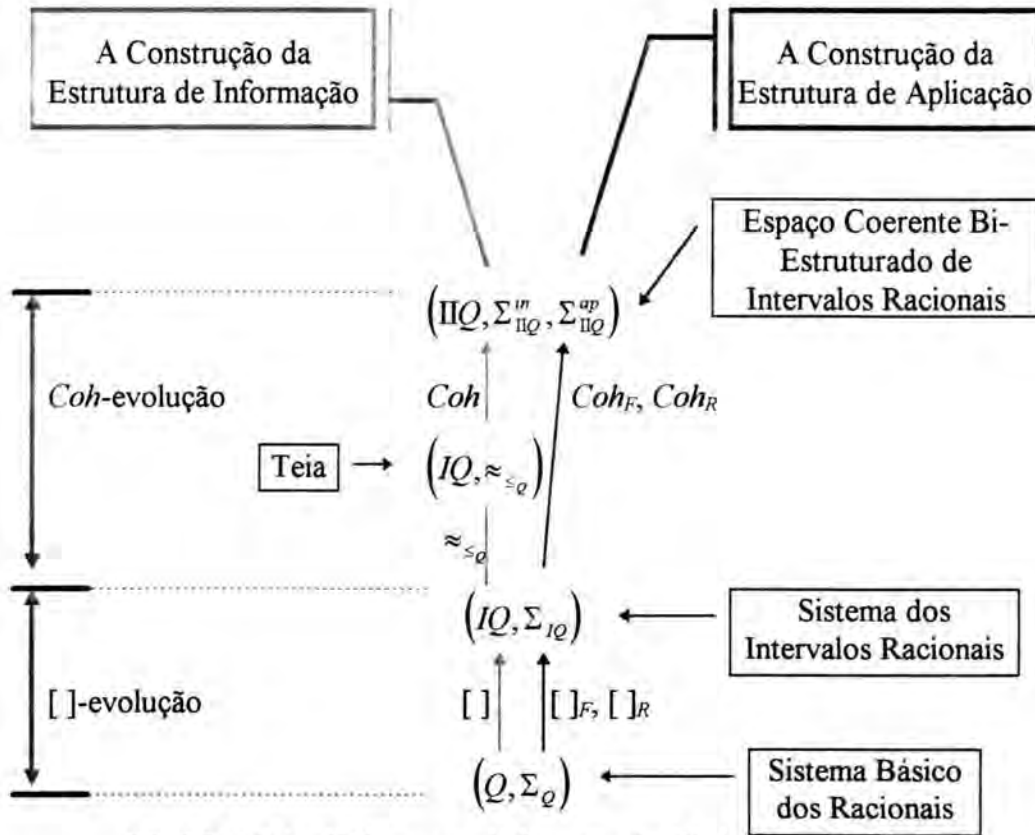 A Construção da
Estrutura de Informação
A Construção da
Estrutura de Aplicação
Espaço Coerente Bi-
Estruturado de
Intervalos Racionais
(IIQ, Σ^in_IIQ, Σ^ap_IIQ)
Coh-evolução
Coh
Coh_F, Coh_R
Teia
(IQ, ≈_≤Q)
≈_≤Q
(IQ, Σ_IQ)
Sistema dos
Intervalos Racionais
[ ]-evolução
[ ]
[ ]_F, [ ]_R
(Q, Σ_Q)
Sistema Básico
dos Racionais